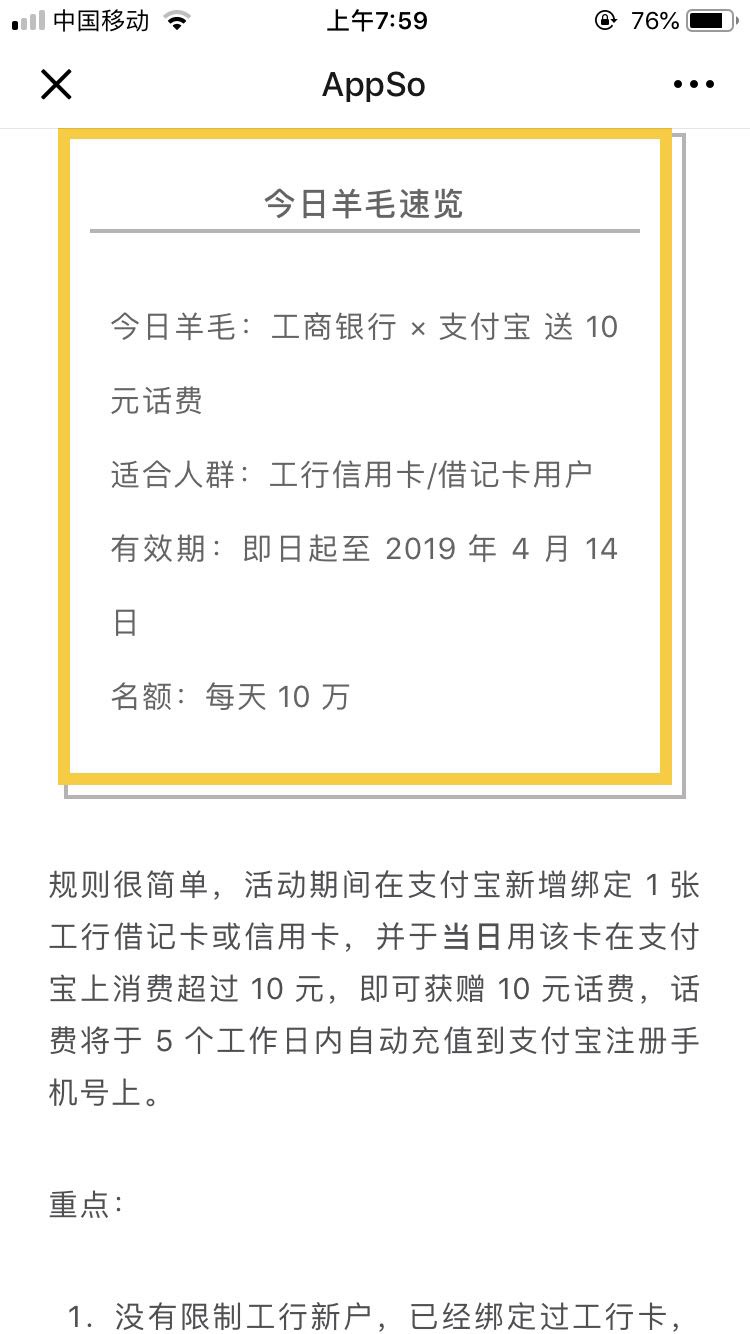 中国移动 上午7:59 76%
AppSo
今日羊毛速览
今日羊毛：工商银行 × 支付宝 送 10
元话费
适合人群：工行信用卡/借记卡用户
有效期：即日起至 2019 年 4 月 14
日
名额：每天 10 万
规则很简单，活动期间在支付宝新增绑定 1 张
工行借记卡或信用卡，并于当日用该卡在支付
宝上消费超过 10 元，即可获赠 10 元话费，话
费将于 5 个工作日内自动充值到支付宝注册手
机号上。
重点：
1. 没有限制工行新户，已经绑定过工行卡，